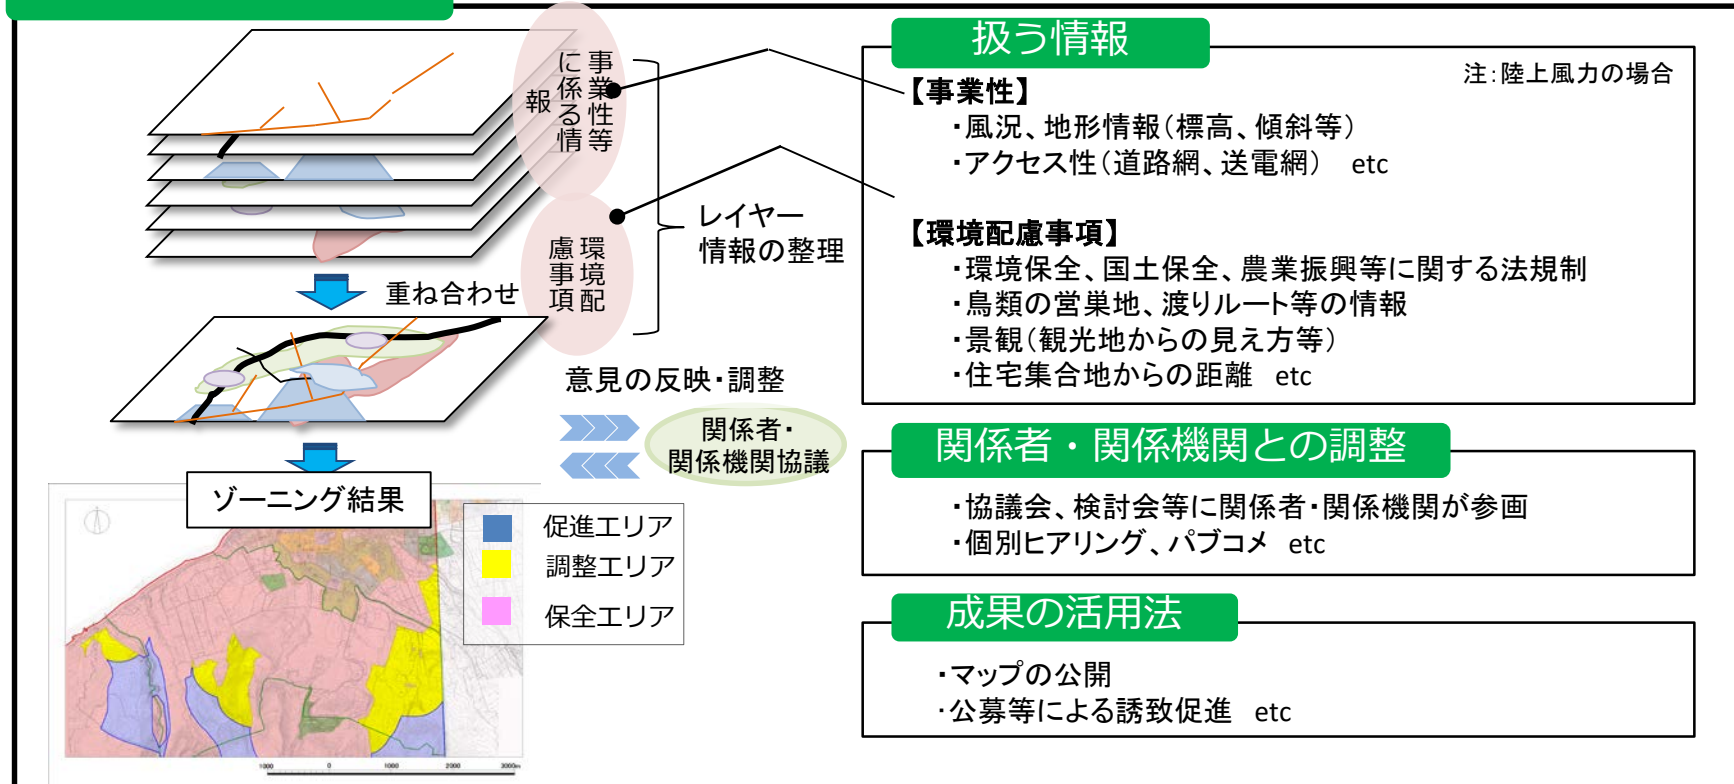 事業性等
に係る情
報
環境配
慮事項
レイヤー
情報の整理
重ね合わせ
意見の反映・調整
関係者・
関係機関協議
ゾーニング結果
促進エリア
調整エリア
保全エリア
1000 0 1000 2000 3000m
扱う情報
注:陸上風力の場合
【事業性】
・風況、地形情報(標高、傾斜等)
・アクセス性(道路網、送電網) etc
【環境配慮事項】
・環境保全、国土保全、農業振興等に関する法規制
・鳥類の営巣地、渡りルート等の情報
・景観(観光地からの見え方等)
・住宅集合地からの距離 etc
関係者・関係機関との調整
・協議会、検討会等に関係者・関係機関が参画
・個別ヒアリング、パブコメ etc
成果の活用法
・マップの公開
・公募等による誘致促進 etc